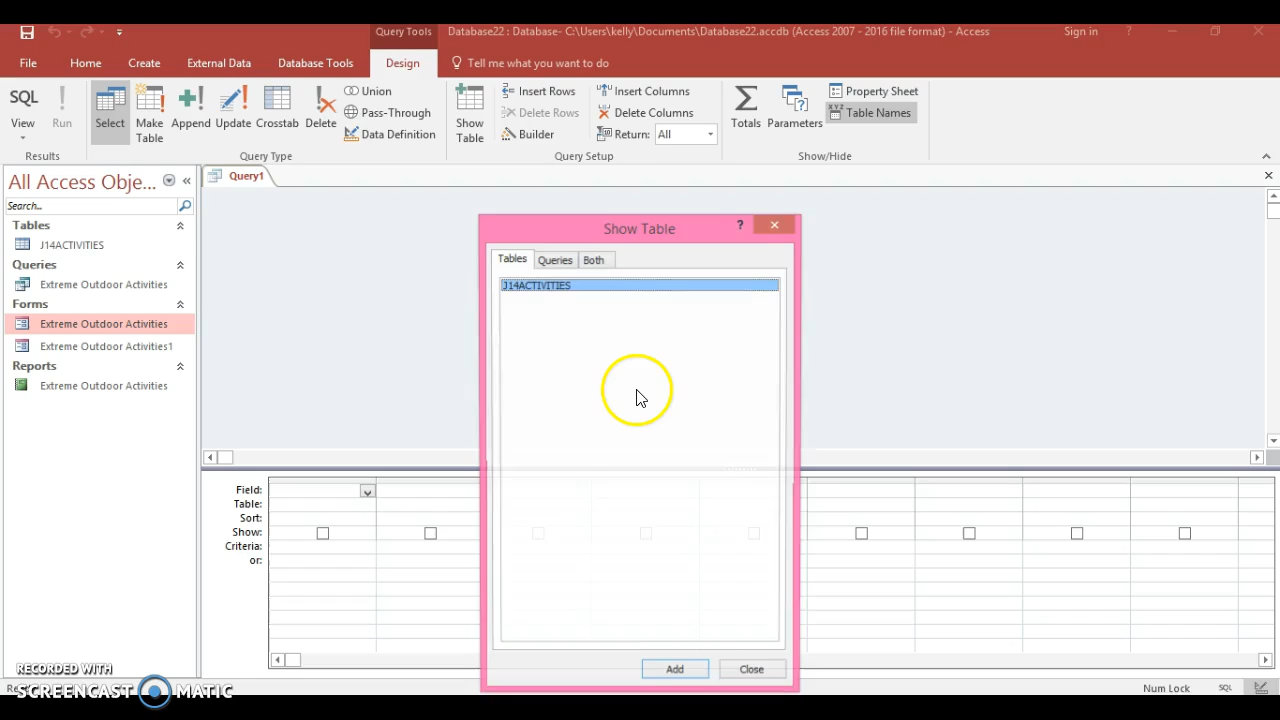 Query Tools
Database22 : Database- C:\Users\kelly\Documents\Database22.accdb (Access 2007 - 2016 file format) - Access
Sign in
?
File
Home
Create
External Data
Database Tools
Design
Tell me what you want to do
SQL
View
Run
Select
Make
Table
Append
Update
Crosstab
Delete
Union
Pass-Through
Data Definition
Show
Table
Insert Rows
Delete Rows
Builder
Insert Columns
Delete Columns
Return: All
Totals
Parameters
Property Sheet
XYZ Table Names
Results
Query Type
Query Setup
Show/Hide
All Access Obje...
Search...
Tables
J14ACTIVITIES
Queries
Extreme Outdoor Activities
Forms
Extreme Outdoor Activities
Extreme Outdoor Activities1
Reports
Extreme Outdoor Activities
Query1
Show Table
?
Tables
Queries
Both
J14ACTIVITIES
Add
Close
Field:
Table:
Sort:
Show:
Criteria:
or:
RECORDED WITH
SCREENCAST MATIC
Num Lock
SQL